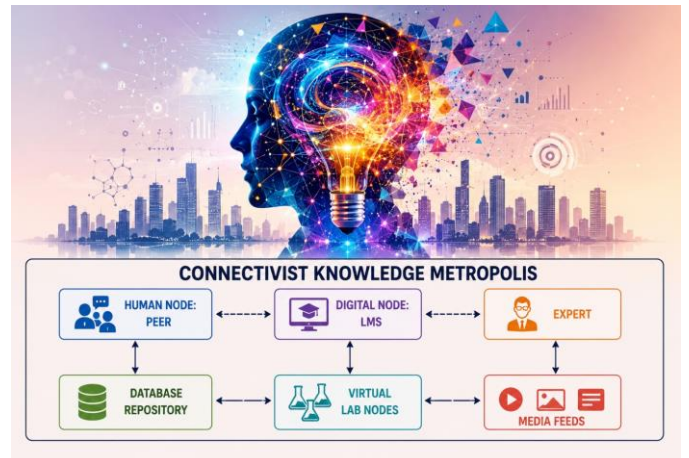 CONNECTIVIST KNOWLEDGE METROPOLIS
HUMAN NODE:
PEER
DIGITAL NODE:
LMS
EXPERT
DATABASE
REPOSITORY
VIRTUAL
LAB NODES
MEDIA FEEDS